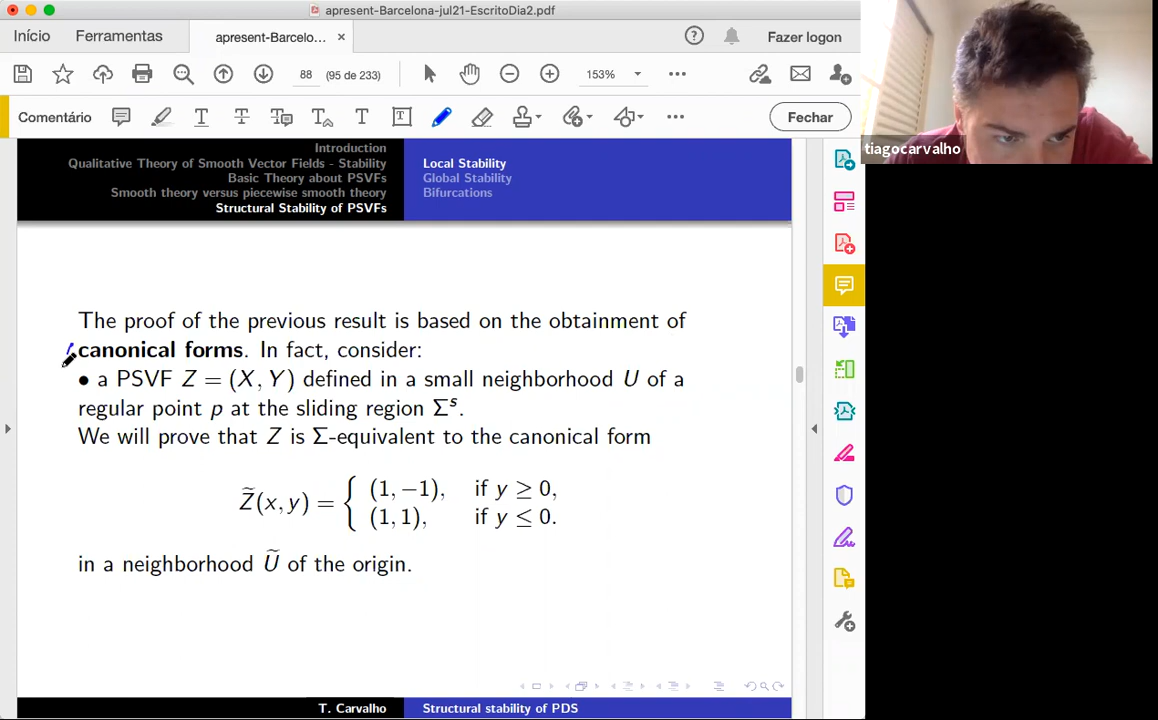 apresent-Barcelona-jul21-EscritoDia2.pdf
Início
Ferramentas
apresent-Barcelo...
Fazer logon
88
(95 de 233)
153%
Comentário
Fechar
tiagocarvalho
Introduction
Qualitative Theory of Smooth Vector Fields - Stability
Basic Theory about PSVFs
Smooth theory versus piecewise smooth theory
Structural Stability of PSVFs
Local Stability
Global Stability
Bifurcations
The proof of the previous result is based on the obtainment of
canonical forms. In fact, consider:
• a PSVF Z = (X, Y) defined in a small neighborhood U of a
regular point p at the sliding region Σˢ.
We will prove that Z is Σ-equivalent to the canonical form
Z̃(x, y) = { (1, −1), if y ≥ 0,
(1, 1), if y ≤ 0.
in a neighborhood Ũ of the origin.
T. Carvalho
Structural stability of PDS